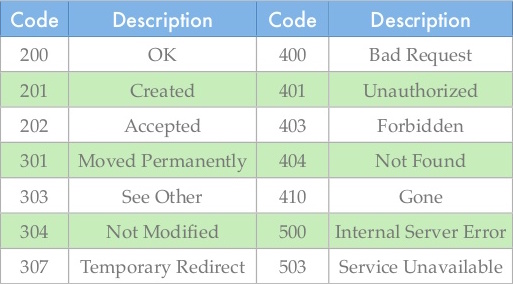 Code Description Code Description
200 OK 400 Bad Request
201 Created 401 Unauthorized
202 Accepted 403 Forbidden
301 Moved Permanently 404 Not Found
303 See Other 410 Gone
304 Not Modified 500 Internal Server Error
307 Temporary Redirect 503 Service Unavailable